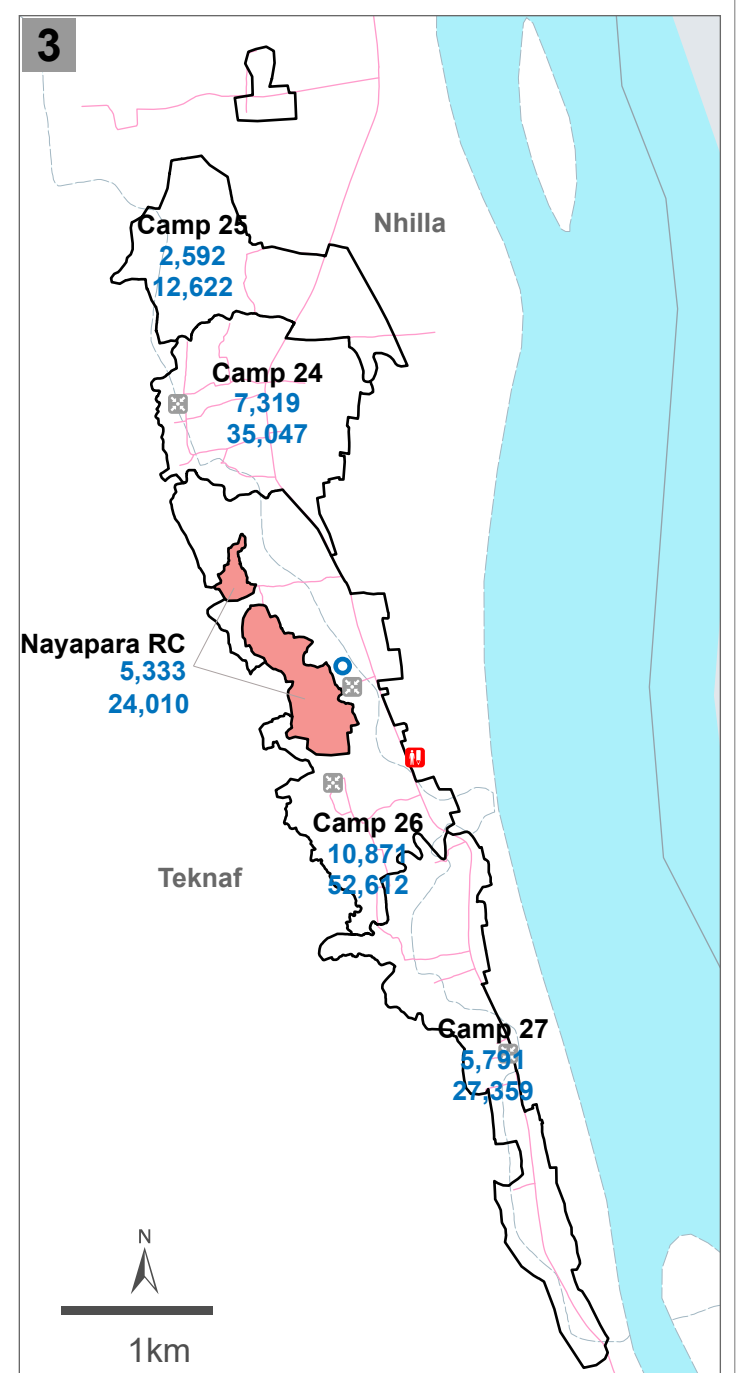 3
Nhilla
Camp 25
2,592
12,622
Camp 24
7,319
35,047
Nayapara RC
5,333
24,010
Camp 26
10,871
52,612
Teknaf
Camp 27
5,791
27,359
N
1km